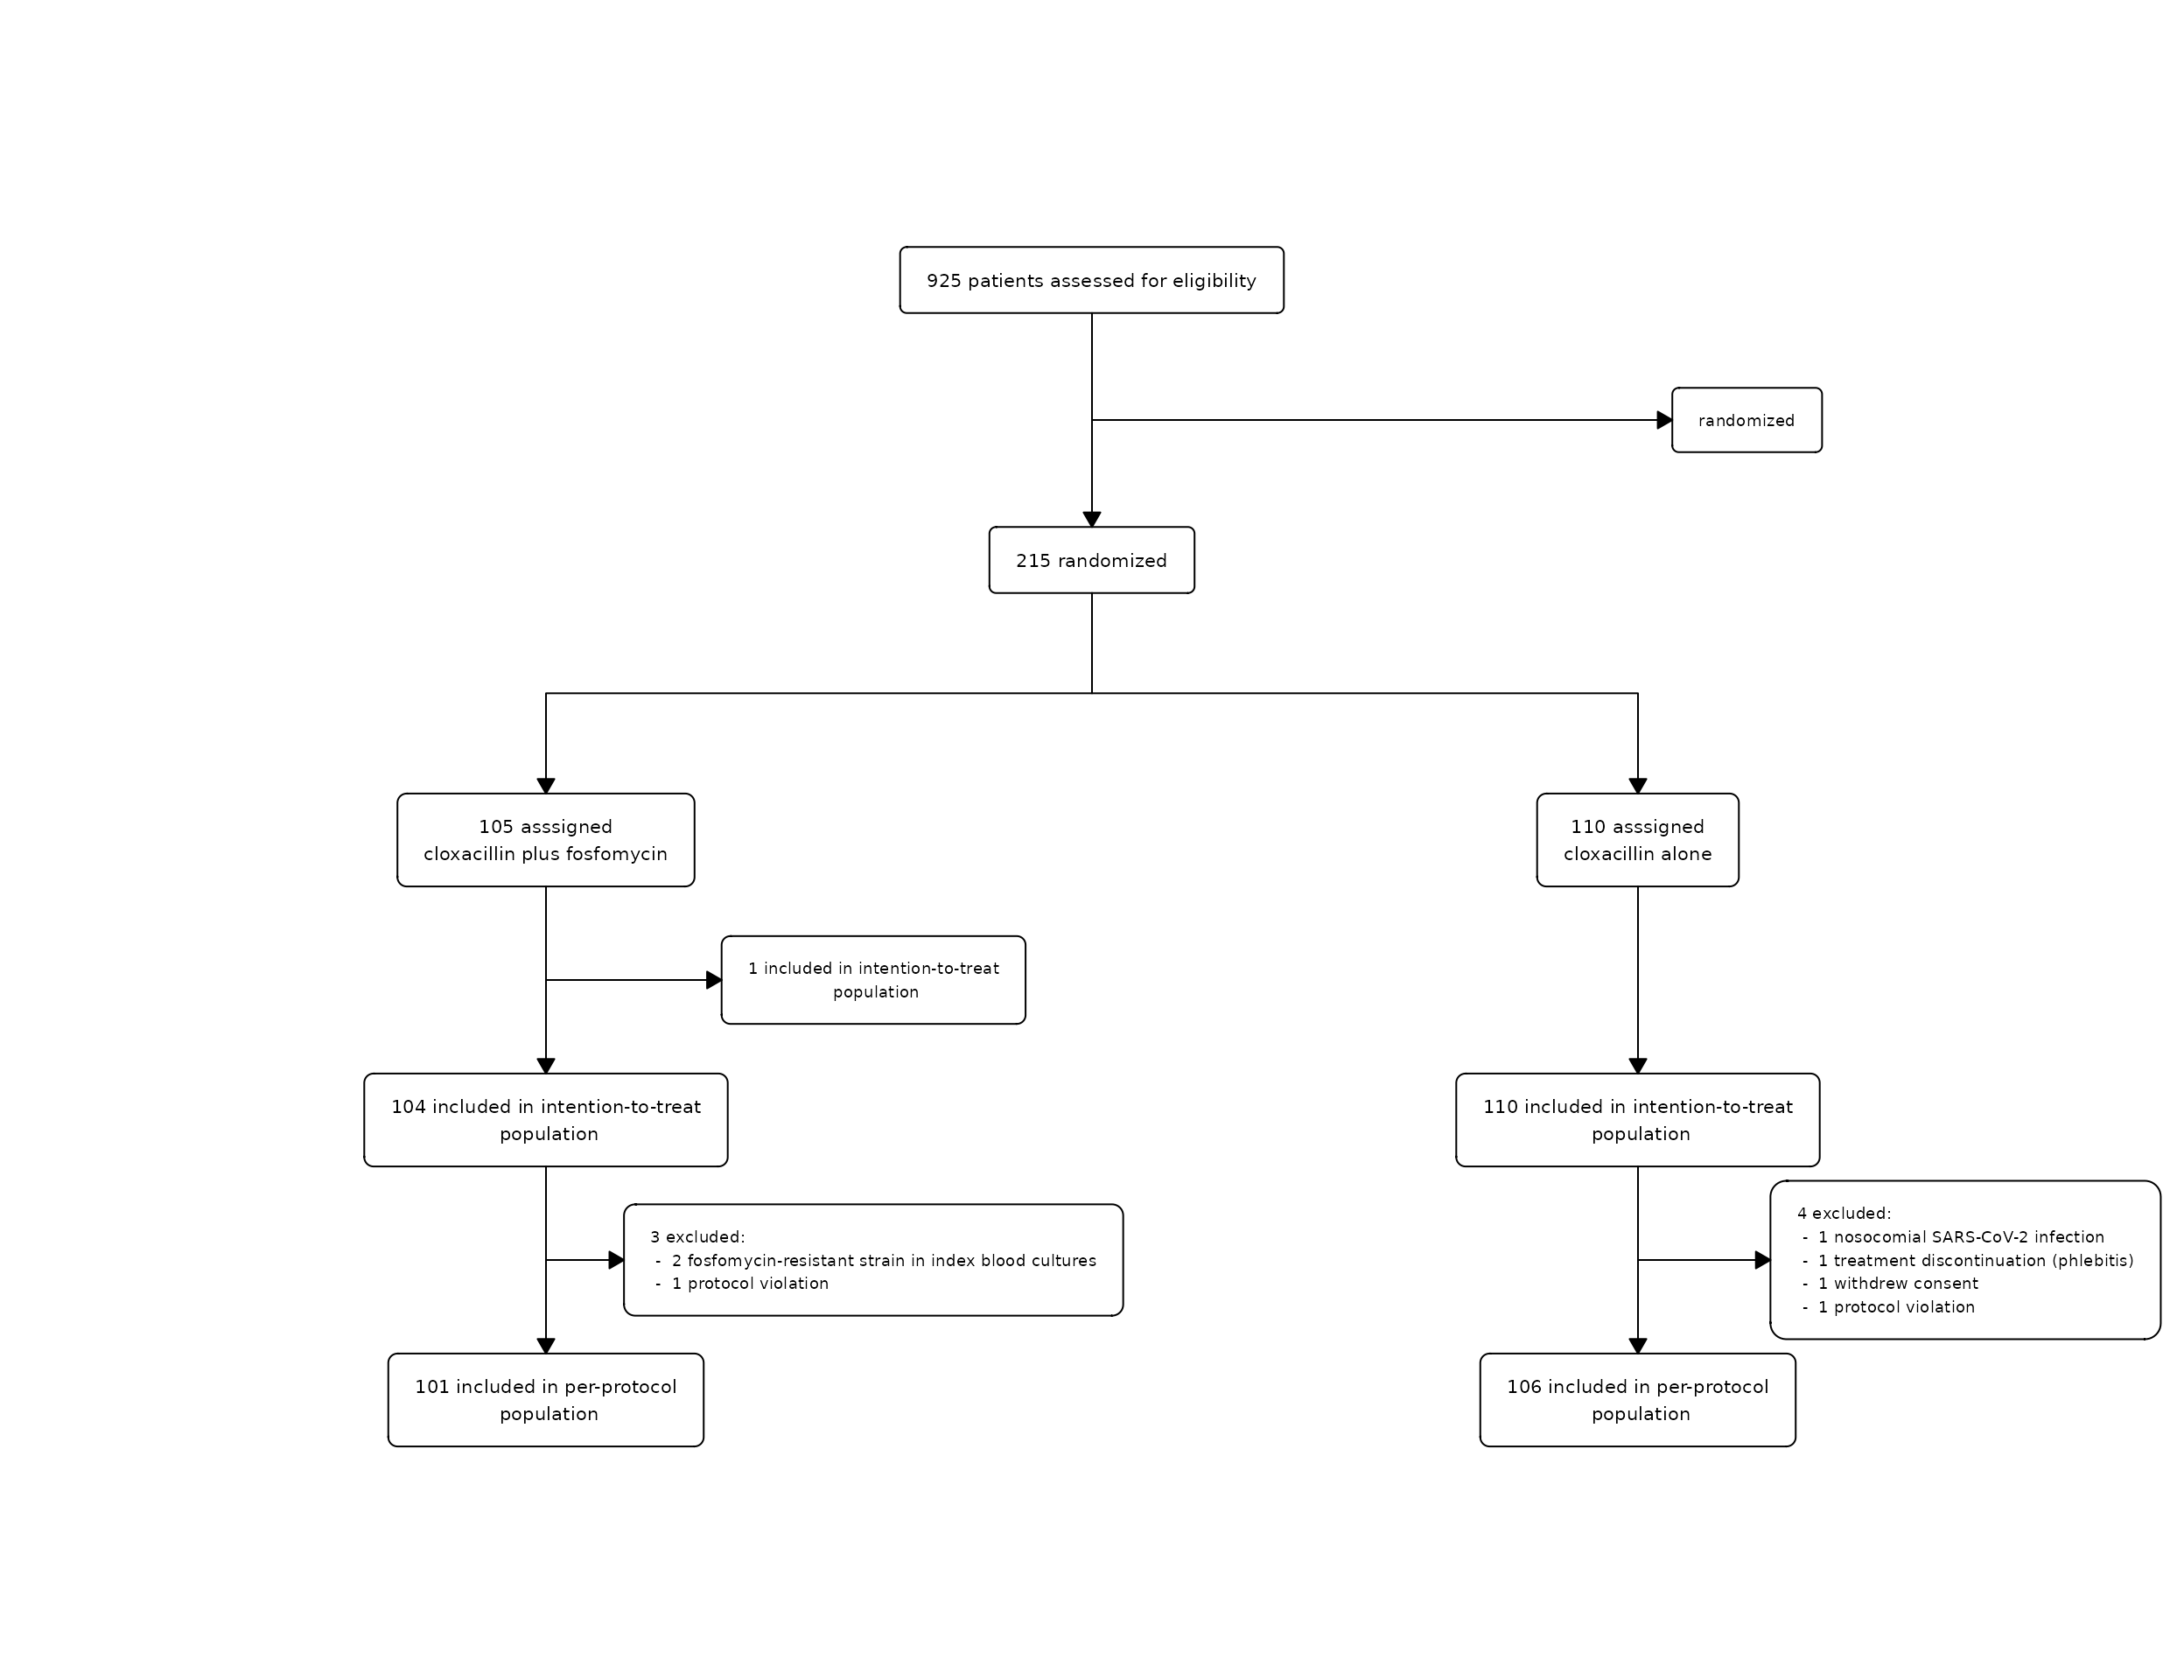 925 patients assessed for eligibility
randomized
215 randomized
105 asssigned
cloxacillin plus fosfomycin
110 asssigned
cloxacillin alone
1 included in intention-to-treat
population
104 included in intention-to-treat
population
110 included in intention-to-treat
population
3 excluded:
- 2 fosfomycin-resistant strain in index blood cultures
- 1 protocol violation
4 excluded:
- 1 nosocomial SARS-CoV-2 infection
- 1 treatment discontinuation (phlebitis)
- 1 withdrew consent
- 1 protocol violation
101 included in per-protocol
population
106 included in per-protocol
population